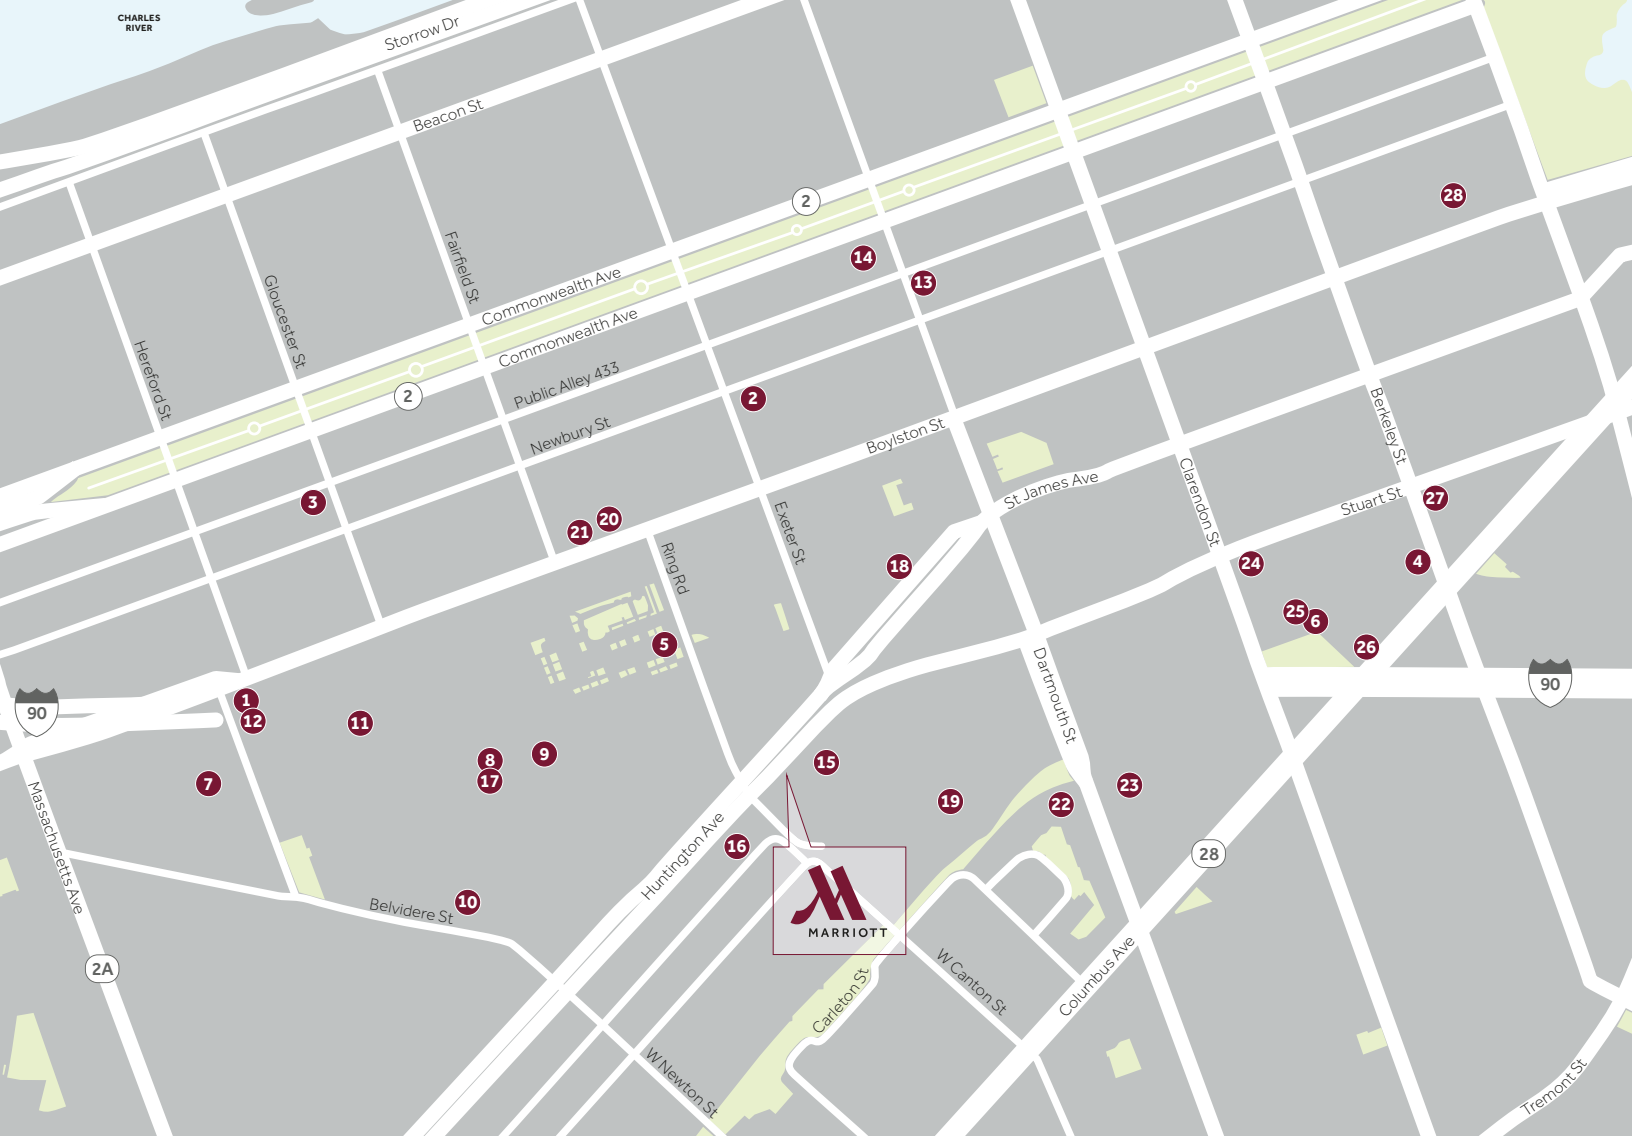 CHARLES
RIVER
Storrow Dr
Beacon St
2
28
Fairfield St
14
Commonwealth Ave
13
Gloucester St
Commonwealth Ave
Hereford St
Public Alley 433
2
2
Newbury St
Boylston St
Berkeley St
3
St James Ave
Clarendon St
Stuart St
27
21
20
Exeter St
Ring Rd
18
24
4
25
6
5
26
Dartmouth St
90
90
1
12
11
8
9
17
15
7
23
19
22
Massachusetts Ave
Huntington Ave
16
28
10
Belvidere St
MARRIOTT
2A
W Canton St
Columbus Ave
Carleton St
W Newton St
Tremont St